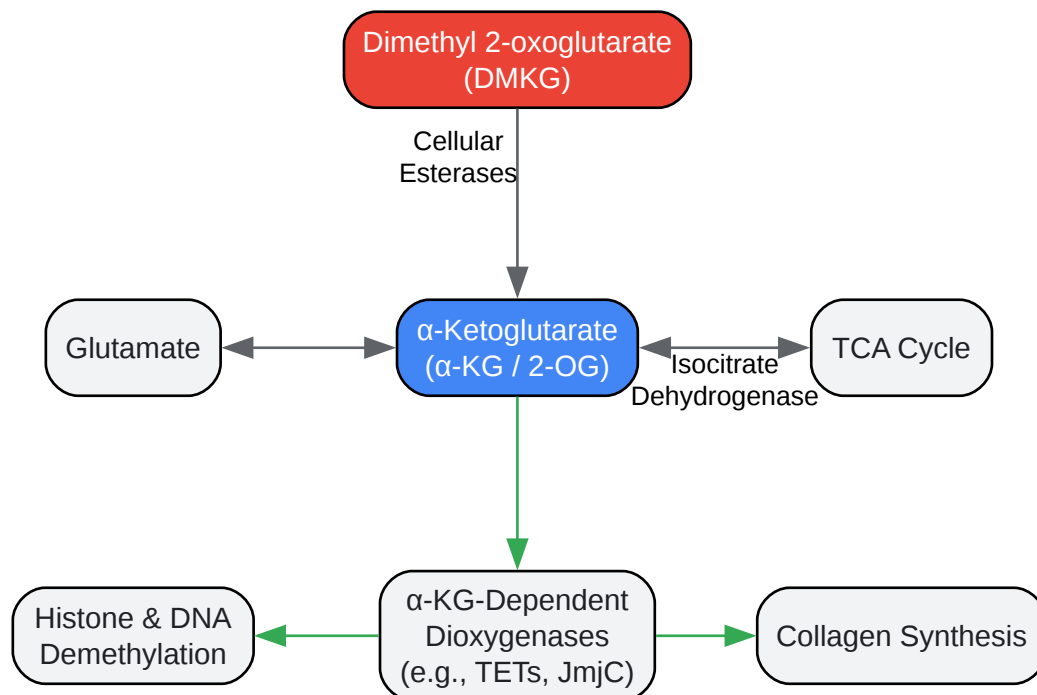 Dimethyl 2-oxoglutarate
(DMKG)
Cellular
Esterases
Glutamate
α-Ketoglutarate
(α-KG / 2-OG)
Isocitrate
Dehydrogenase
TCA Cycle
Histone & DNA
Demethylation
α-KG-Dependent
Dioxygenases
(e.g., TETs, JmjC)
Collagen Synthesis